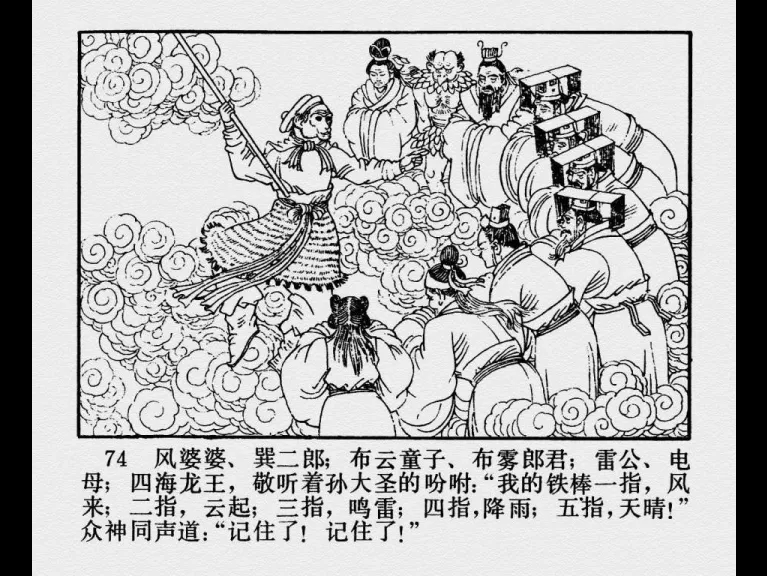 74 风婆婆、巽二郎；布云童子、布雾郎君；雷公、电
母；四海龙王，敬听着孙大圣的吩咐：“我的铁棒一指，风
来；二指，云起；三指，鸣雷；四指，降雨；五指，天晴！”
众神同声道：“记住了！记住了！”